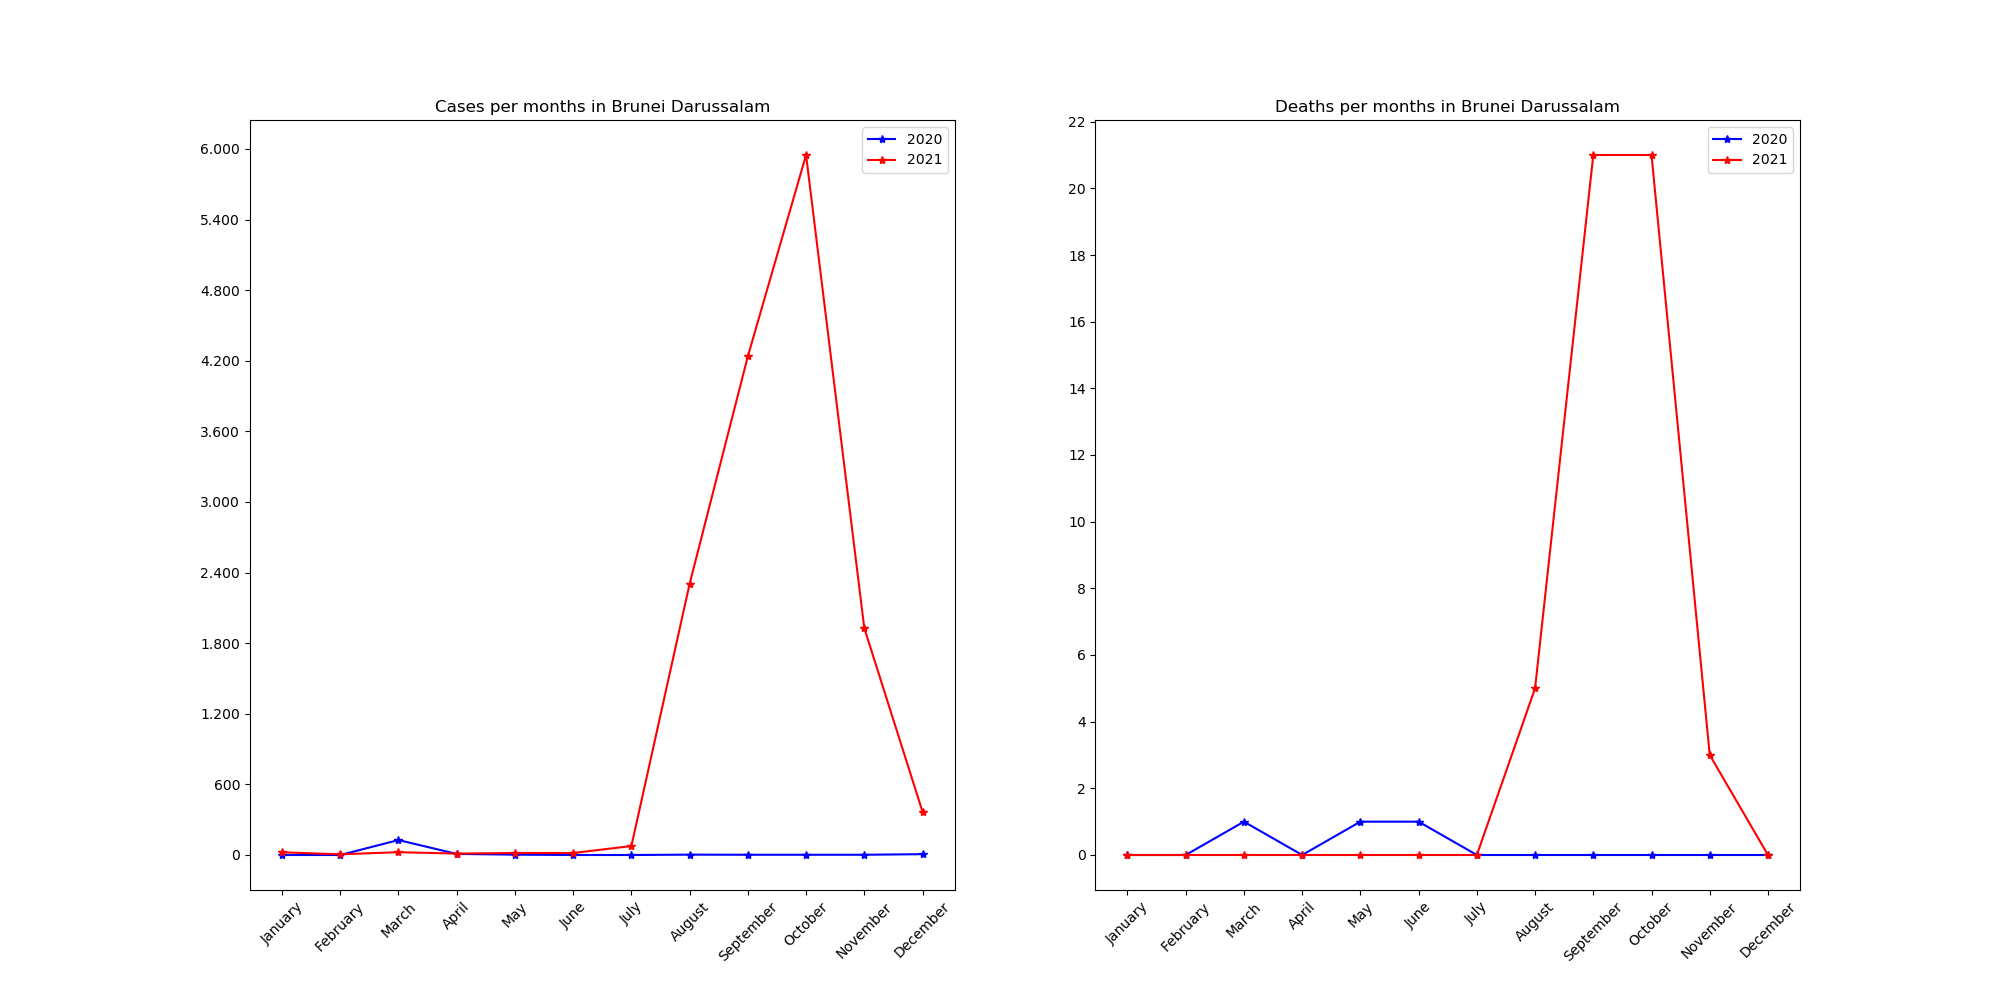 Cases per months in Brunei Darussalam
2020
2021
6.000
5.400
4.800
4.200
3.600
3.000
2.400
1.800
1.200
600
0
January
February
March
April
May
June
July
August
September
October
November
December
Deaths per months in Brunei Darussalam
2020
2021
22
20
18
16
14
12
10
8
6
4
2
0
January
February
March
April
May
June
July
August
September
October
November
December